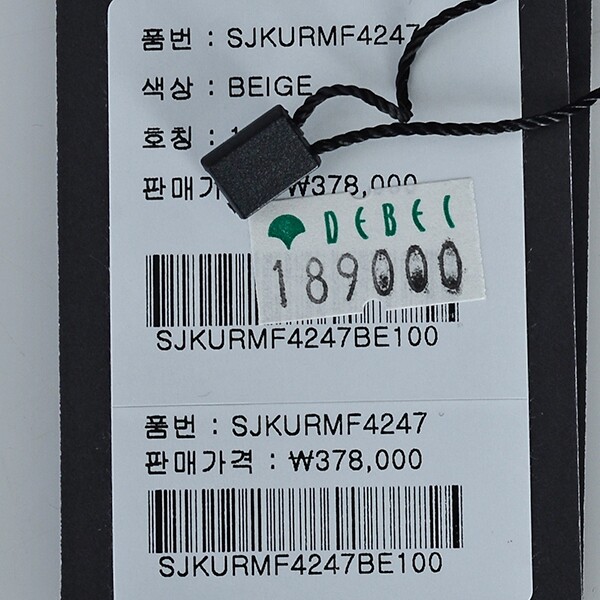 품번 : SJKURMF4247
색상 : BEIGE
호칭 :
판매가 ₩378,000
DEBEC
189000
SJKURMF4247BE100
품번 : SJKURMF4247
판매가격 : ₩378,000
SJKURMF4247BE100